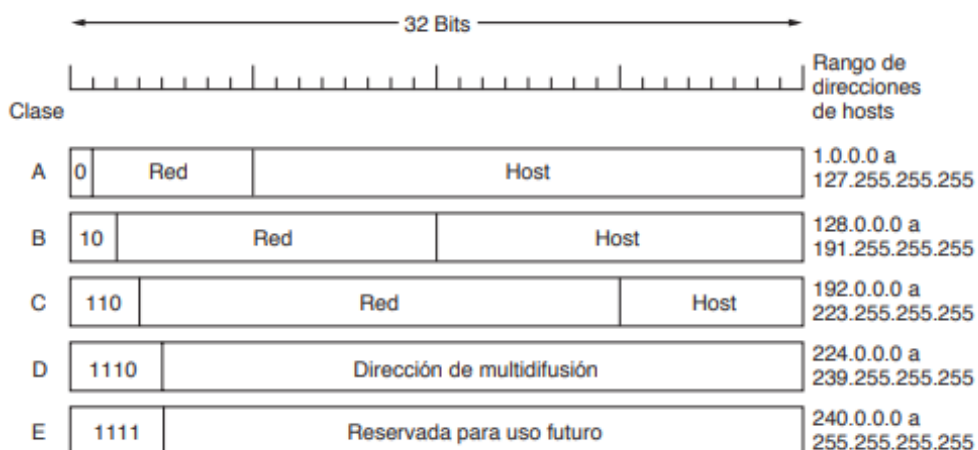 32 Bits
Rango de
direcciones
de hosts
Clase
A 0 Red Host 1.0.0.0 a
127.255.255.255
B 10 Red Host 128.0.0.0 a
191.255.255.255
C 110 Red Host 192.0.0.0 a
223.255.255.255
D 1110 Dirección de multidifusión 224.0.0.0 a
239.255.255.255
E 1111 Reservada para uso futuro 240.0.0.0 a
255.255.255.255